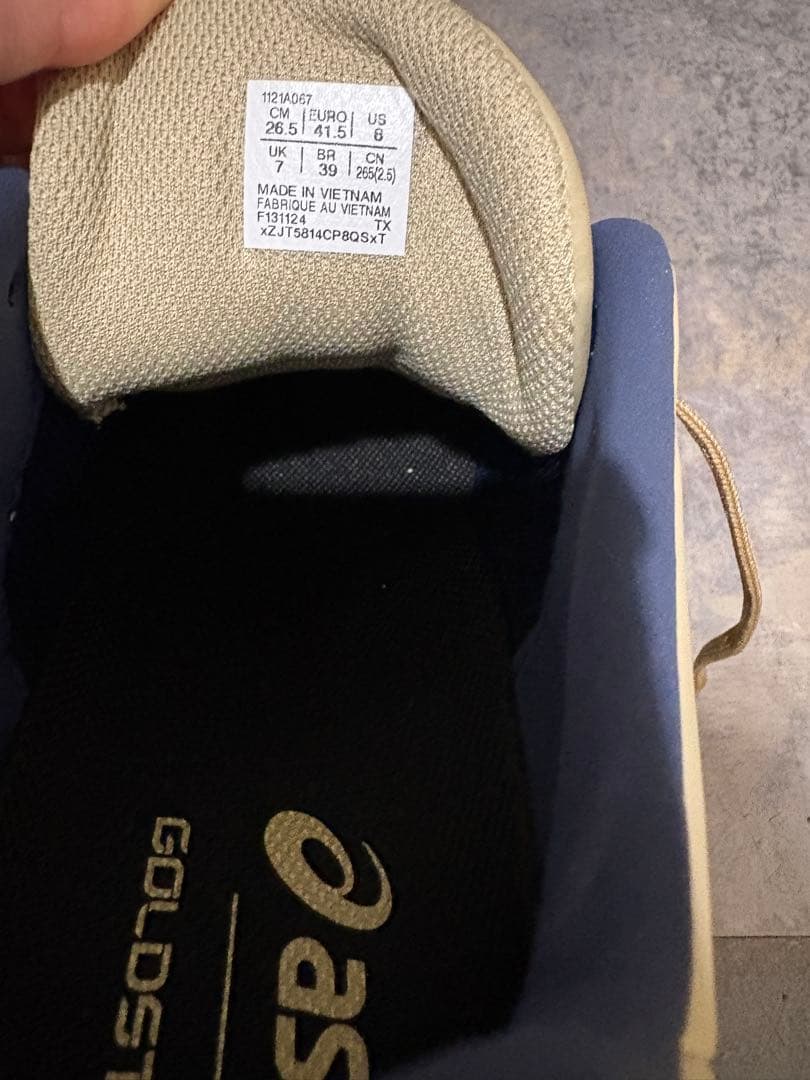 1121A067
CM | EURO | US
26.5 | 41.5 | 8
UK | BR | CN
7 | 39 | 265(2.5)
MADE IN VIETNAM
FABRIQUE AU VIETNAM
F131124 TX
xZJT5814CP8QSxT
GOLDST
as